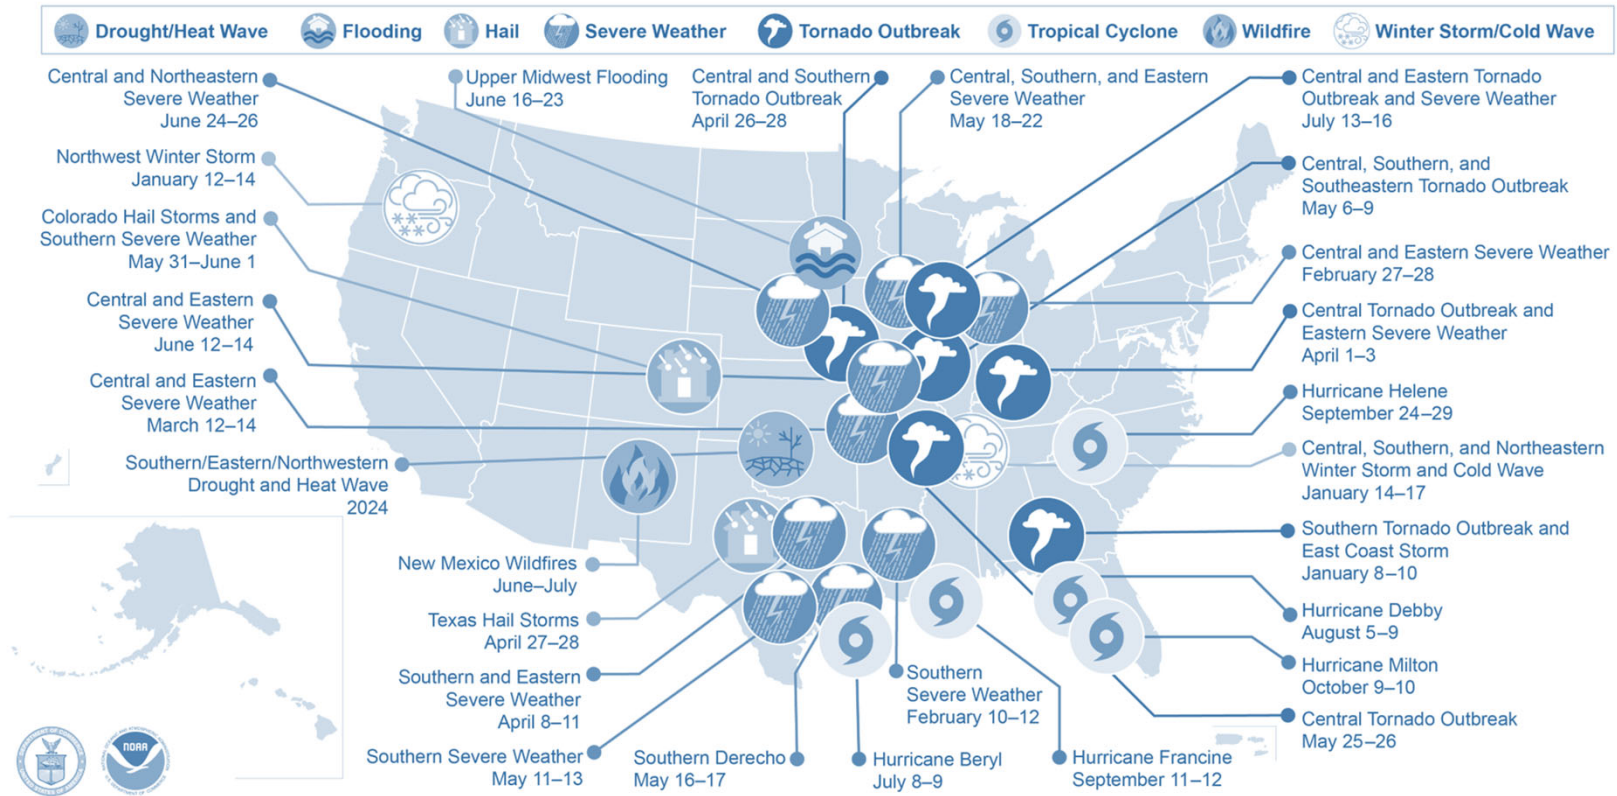 Drought/Heat Wave
Flooding
Hail
Severe Weather
Tornado Outbreak
Tropical Cyclone
Wildfire
Winter Storm/Cold Wave
Central and Northeastern
Severe Weather
June 24–26
Northwest Winter Storm
January 12–14
Colorado Hail Storms and
Southern Severe Weather
May 31–June 1
Central and Eastern
Severe Weather
June 12–14
Central and Eastern
Severe Weather
March 12–14
Southern/Eastern/Northwestern
Drought and Heat Wave
2024
New Mexico Wildfires
June–July
Texas Hail Storms
April 27–28
Southern and Eastern
Severe Weather
April 8–11
Southern Severe Weather
May 11–13
Upper Midwest Flooding
June 16–23
Central and Southern
Tornado Outbreak
April 26–28
Central, Southern, and Eastern
Severe Weather
May 18–22
Central and Eastern Tornado
Outbreak and Severe Weather
July 13–16
Central, Southern, and
Southeastern Tornado Outbreak
May 6–9
Central and Eastern Severe Weather
February 27–28
Central Tornado Outbreak and
Eastern Severe Weather
April 1–3
Hurricane Helene
September 24–29
Central, Southern, and Northeastern
Winter Storm and Cold Wave
January 14–17
Southern Tornado Outbreak and
East Coast Storm
January 8–10
Hurricane Debby
August 5–9
Hurricane Milton
October 9–10
Central Tornado Outbreak
May 25–26
Southern
Severe Weather
February 10–12
Southern Derecho
May 16–17
Hurricane Beryl
July 8–9
Hurricane Francine
September 11–12
NOAA